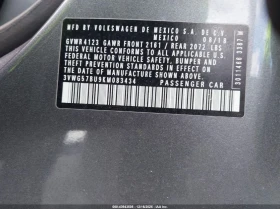 MFD BY VOLKSWAGEN DE MEXICO S.A. DE C.V.
MEXICO 09/18
GVWR4123 GAWR FRONT 2161 / REAR 2072 LBS
THIS VEHICLE CONFORMS TO ALL APPLICABLE
FEDERAL MOTOR VEHICLE SAFETY, BUMPER AND
THEFT PREVENTION STANDARDS IN EFFECT
ON THE DATE OF MANUFACTURE SHOWN ABOVE.
3VWG57BU9KM083434
PASSENGER CAR